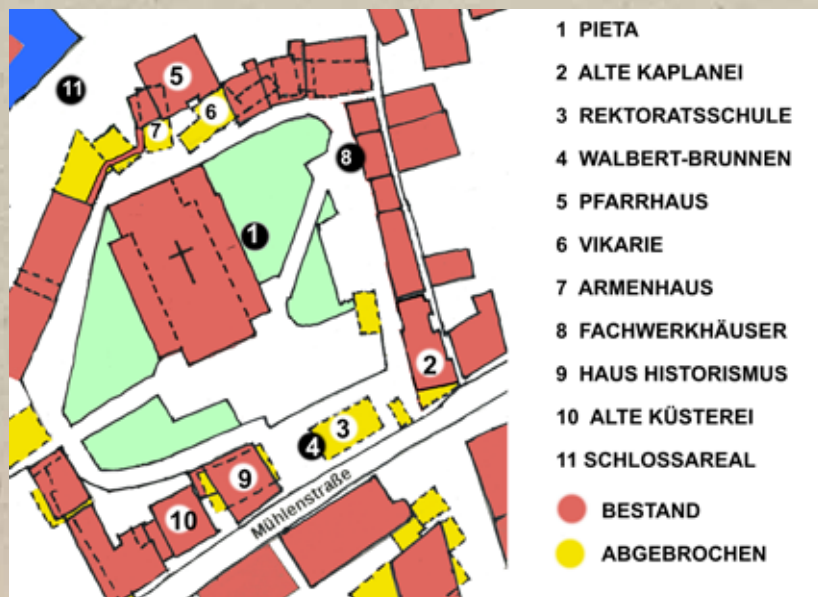 11
5
6
7
8
1
2
3
4
9
10
Mühlenstraße
1 PIETA
2 ALTE KAPLANEI
3 REKTORATSSCHULE
4 WALBERT-BRUNNEN
5 PFARRHAUS
6 VIKARIE
7 ARMENHAUS
8 FACHWERKHÄUSER
9 HAUS HISTORISMUS
10 ALTE KÜSTEREI
11 SCHLOSSAREAL
BESTAND
ABGEBROCHEN